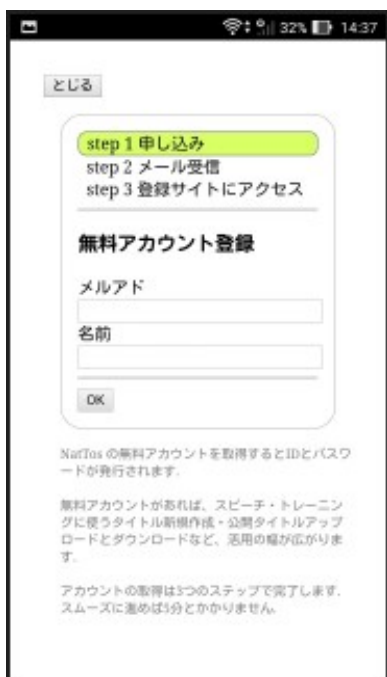 32% 14:37
とじる
step 1 申し込み
step 2 メール受信
step 3 登録サイトにアクセス
無料アカウント登録
メルアド
名前
OK
NatTos の無料アカウントを取得するとIDとパスワ
ードが発行されます.
無料アカウントがあれば、スピーチ・トレーニン
グに使うタイトル新規作成・公開タイトルアップ
ロードとダウンロードなど、活用の幅が広がりま
す.
アカウントの取得は3つのステップで完了します.
スムーズに進めば5分とかかりません.